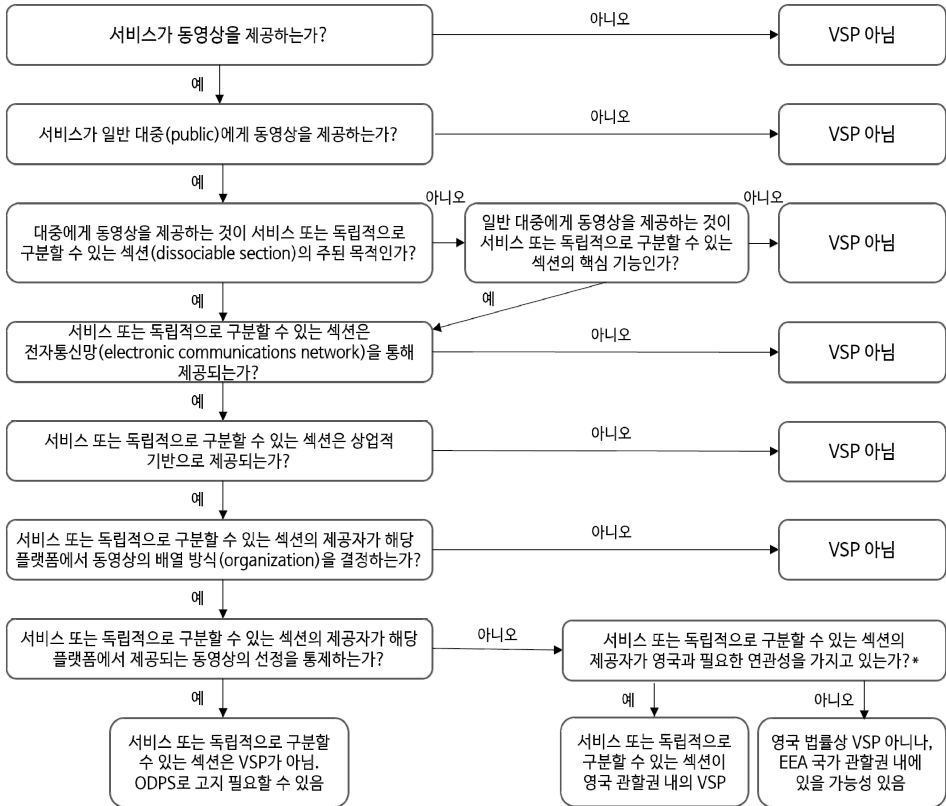 서비스가 동영상을 제공하는가?
아니오
VSP 아님
예
서비스가 일반 대중(public)에게 동영상을 제공하는가?
아니오
VSP 아님
예
대중에게 동영상을 제공하는 것이 서비스 또는 독립적으로
구분할 수 있는 섹션(dissociable section)의 주된 목적인가?
아니오
일반 대중에게 동영상을 제공하는 것이
서비스 또는 독립적으로 구분할 수 있는
섹션의 핵심 기능인가?
아니오
VSP 아님
예
예
서비스 또는 독립적으로 구분할 수 있는 섹션은
전자통신망(electronic communications network)을 통해
제공되는가?
아니오
VSP 아님
예
서비스 또는 독립적으로 구분할 수 있는 섹션은 상업적
기반으로 제공되는가?
아니오
VSP 아님
예
서비스 또는 독립적으로 구분할 수 있는 섹션의 제공자가 해당
플랫폼에서 동영상의 배열 방식(organization)을 결정하는가?
아니오
VSP 아님
예
서비스 또는 독립적으로 구분할 수 있는 섹션의 제공자가 해당
플랫폼에서 제공되는 동영상의 선정을 통제하는가?
아니오
서비스 또는 독립적으로 구분할 수 있는 섹션의
제공자가 영국과 필요한 연관성을 가지고 있는가?*
예
예
아니오
서비스 또는 독립적으로 구분할
수 있는 섹션은 VSP가 아님.
ODPS로 고지 필요할 수 있음
서비스 또는 독립적으로
구분할 수 있는 섹션이
영국 관할권 내의 VSP
영국 법률상 VSP 아니나,
EEA 국가 관할권 내에
있을 가능성 있음